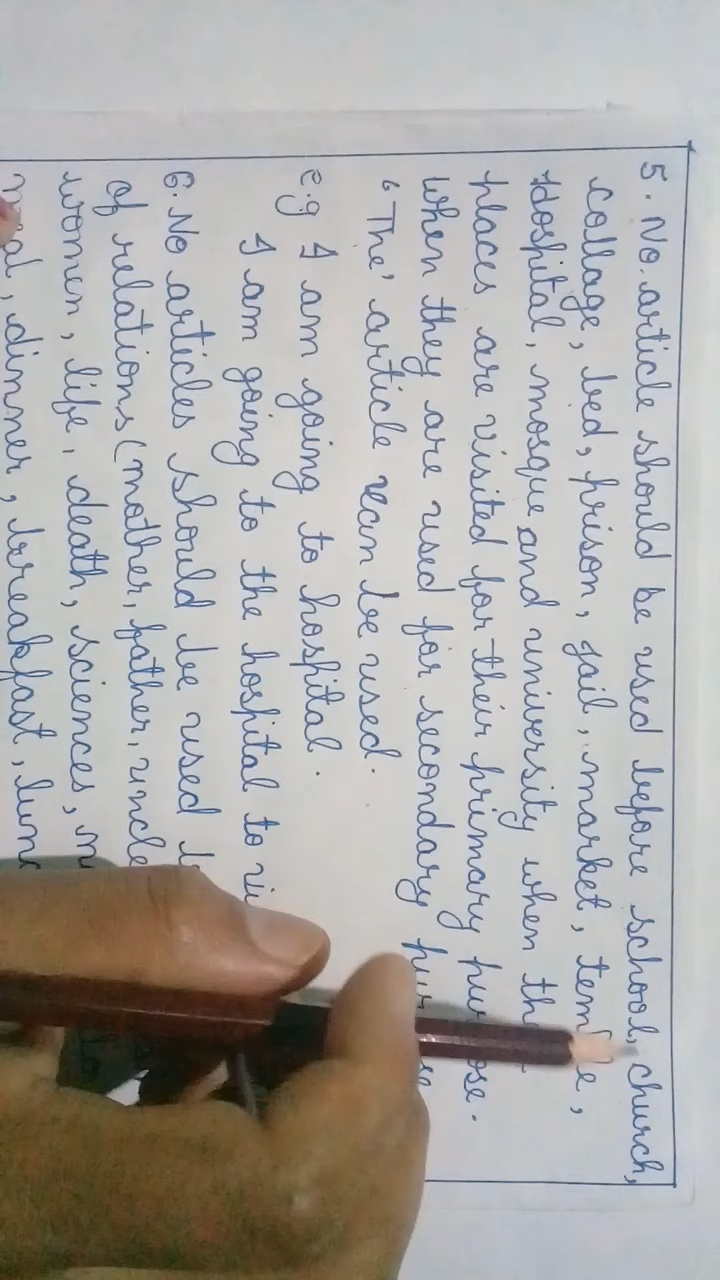 5. No. article should be used before school, church,
collage, bed, prison, jail, market,
Hospital, mosque and university when
places are visited for their primary
when they are used for secondary
'The' article can be used.
e.g I am going to hospital.
I am going to the hospital to
6. No articles should be used
of relations (mother, father, uncle
women, life, death, sciences,
dinner, breakfast,